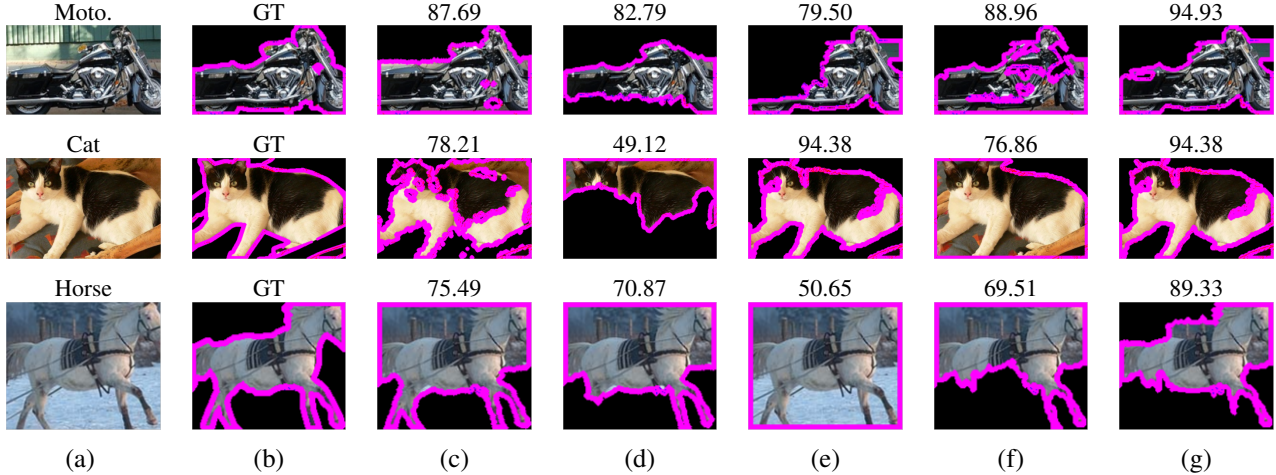 Moto. GT 87.69 82.79 79.50 88.96 94.93
Cat GT 78.21 49.12 94.38 76.86 94.38
Horse GT 75.49 70.87 50.65 69.51 89.33
(a) (b) (c) (d) (e) (f) (g)